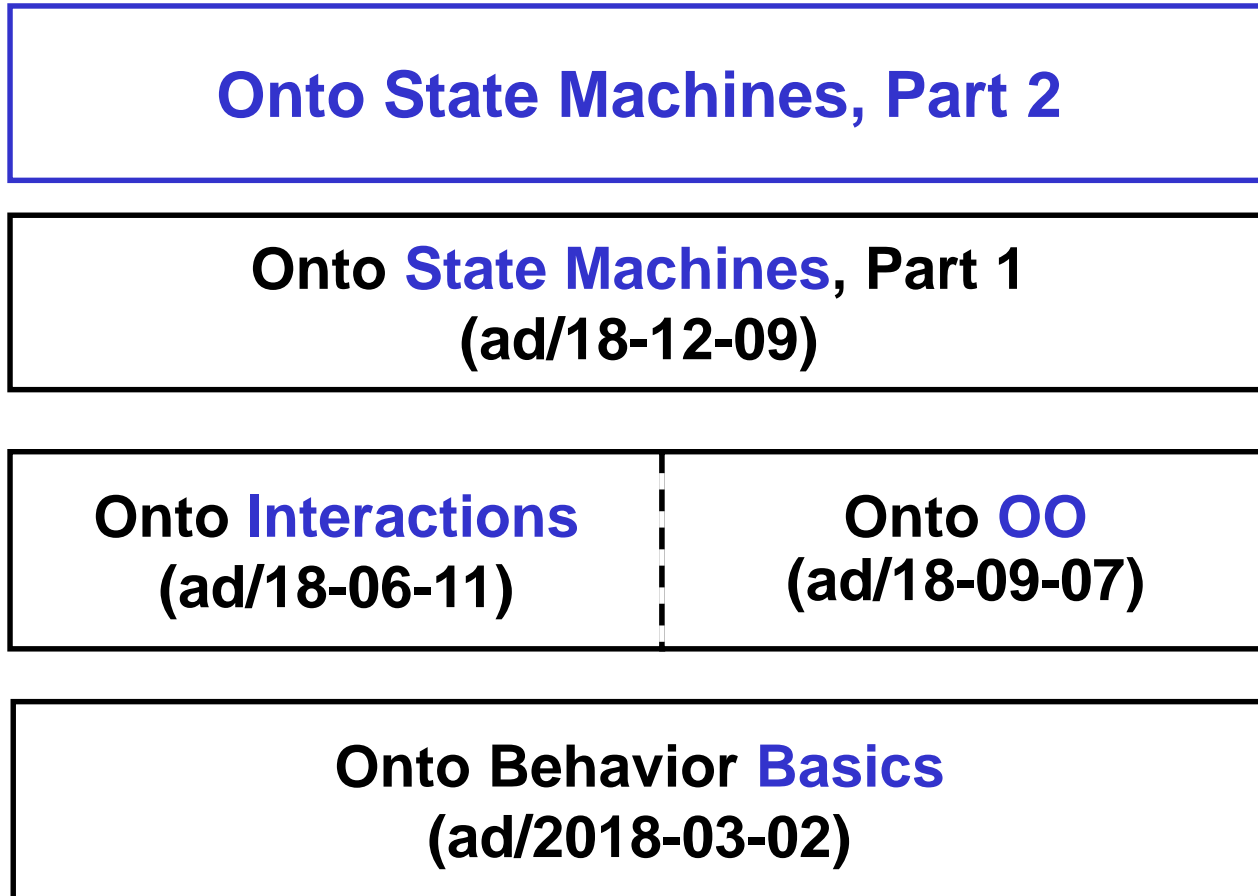 Onto State Machines, Part 2
Onto State Machines, Part 1
(ad/18-12-09)
Onto Interactions
(ad/18-06-11)
Onto OO
(ad/18-09-07)
Onto Behavior Basics
(ad/2018-03-02)